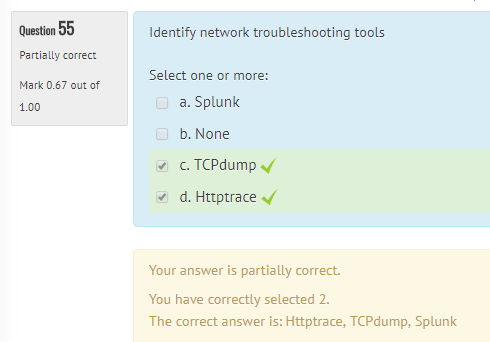 Question 55
Partially correct
Mark 0.67 out of
1.00
Identify network troubleshooting tools
Select one or more:
a. Splunk
b. None
c. TCPdump
d. Httptrace
Your answer is partially correct.
You have correctly selected 2.
The correct answer is: Httptrace, TCPdump, Splunk